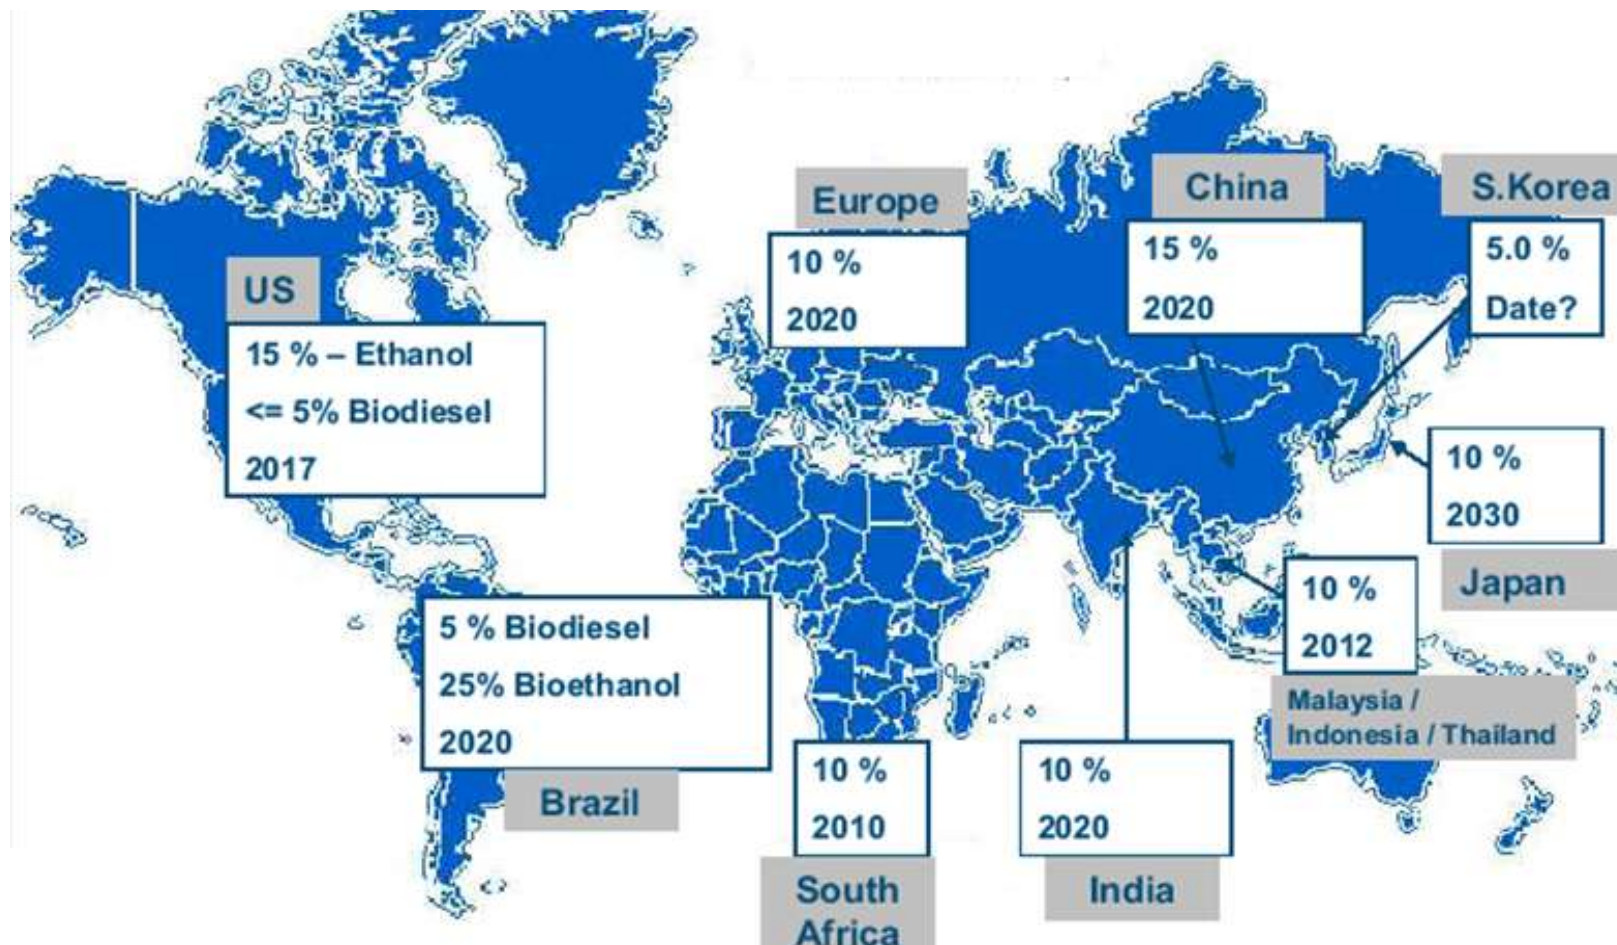 US
15 % – Ethanol
<= 5% Biodiesel
2017
Europe
10 %
2020
China
15 %
2020
S.Korea
5.0 %
Date?
10 %
2030
Japan
10 %
2012
Malaysia /
Indonesia / Thailand
5 % Biodiesel
25% Bioethanol
2020
Brazil
10 %
2010
South
Africa
10 %
2020
India